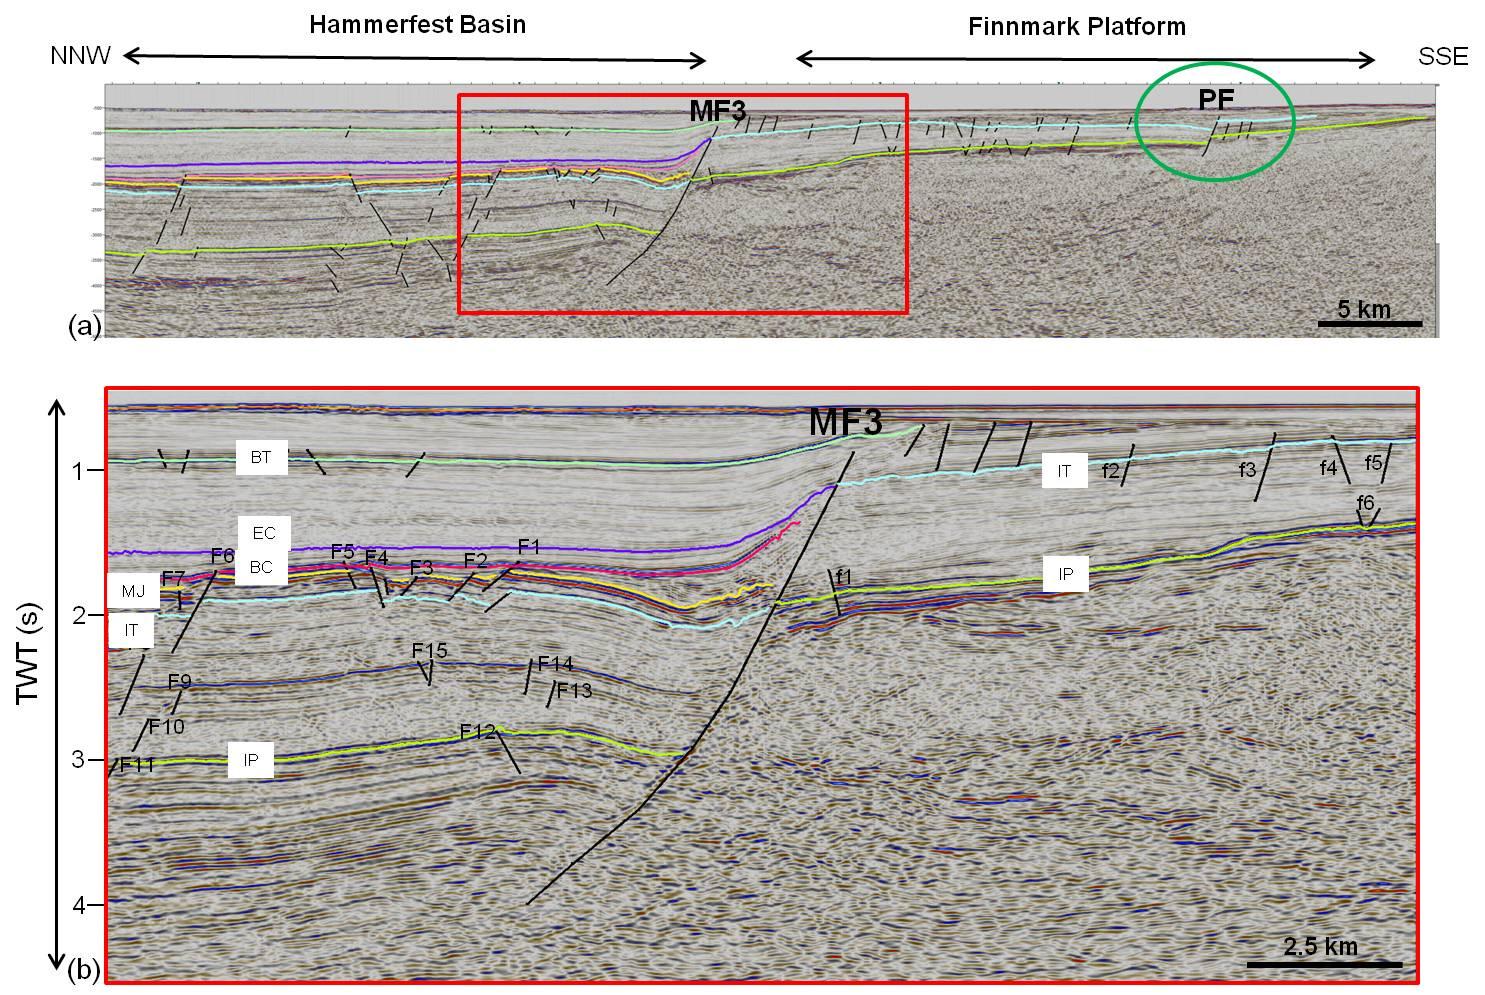 Hammerfest Basin
Finnmark Platform
NNW
SSE
MF3
PF
5 km
(a)
MF3
BT
1
IT
f2
f3
f4
f5
f6
EC
F1
F6
F5
F4
F2
F3
BC
F7
MJ
f1
IP
2
IT
TWT (s)
F15
F14
F13
F9
F10
F12
3
IP
F11
4
2.5 km
(b)